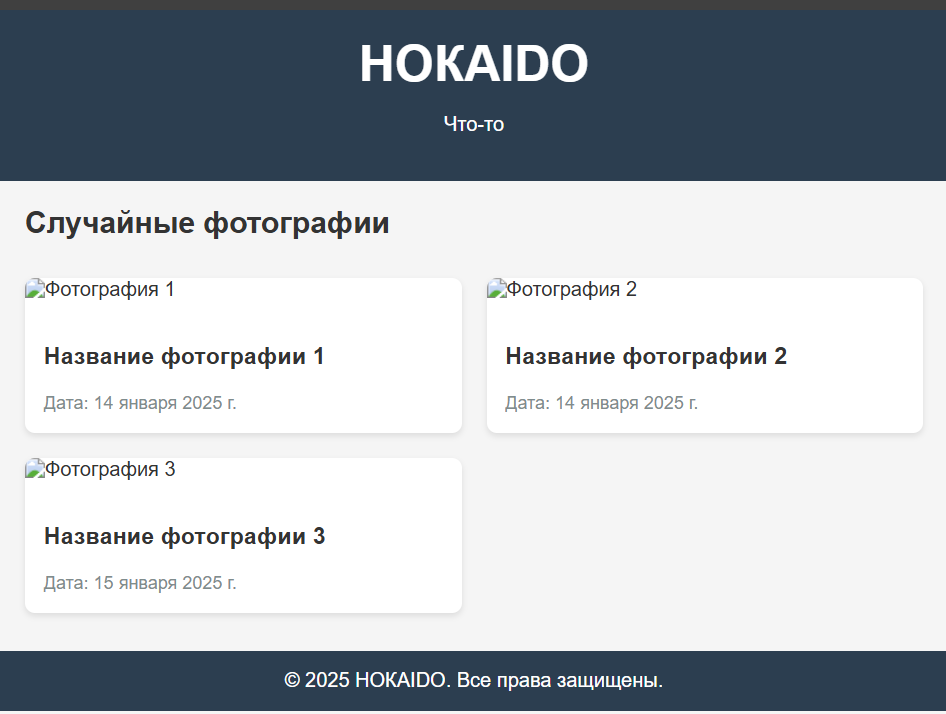 HOKAIDO
Что-то
Случайные фотографии
Фотография 1
Фотография 2
Название фотографии 1
Название фотографии 2
Дата: 14 января 2025 г.
Дата: 14 января 2025 г.
Фотография 3
Название фотографии 3
Дата: 15 января 2025 г.
© 2025 HOKAIDO. Все права защищены.